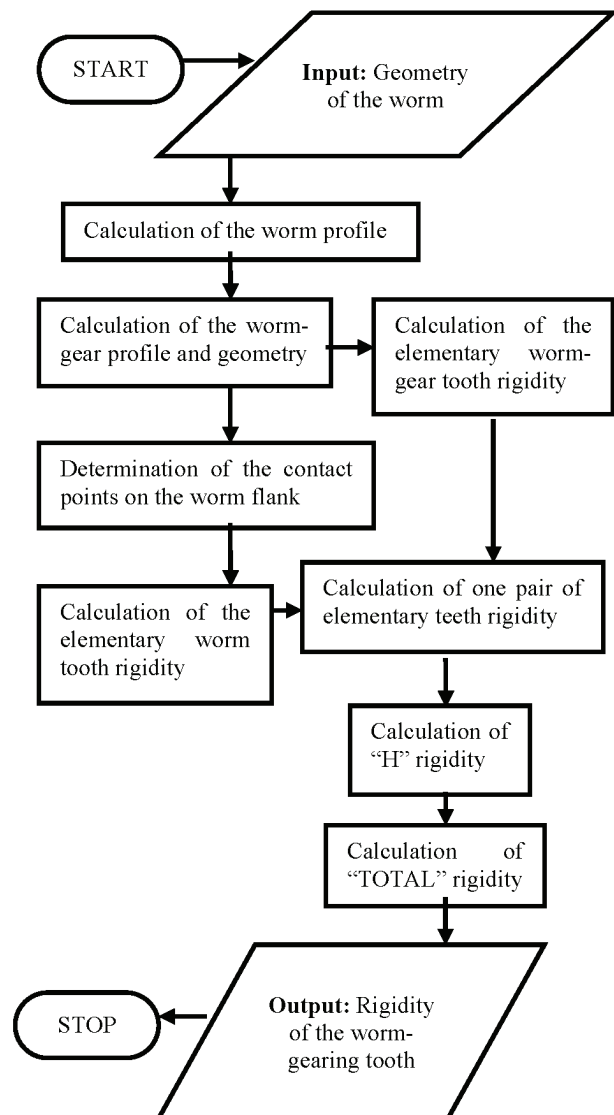 START
Input: Geometry
of the worm
Calculation of the worm profile
Calculation of the worm-
gear profile and geometry
Calculation of the
elementary worm-
gear tooth rigidity
Determination of the contact
points on the worm flank
Calculation of the
elementary worm
tooth rigidity
Calculation of one pair of
elementary teeth rigidity
Calculation of
“H” rigidity
Calculation of
“TOTAL” rigidity
Output: Rigidity
of the worm-
gearing tooth
STOP